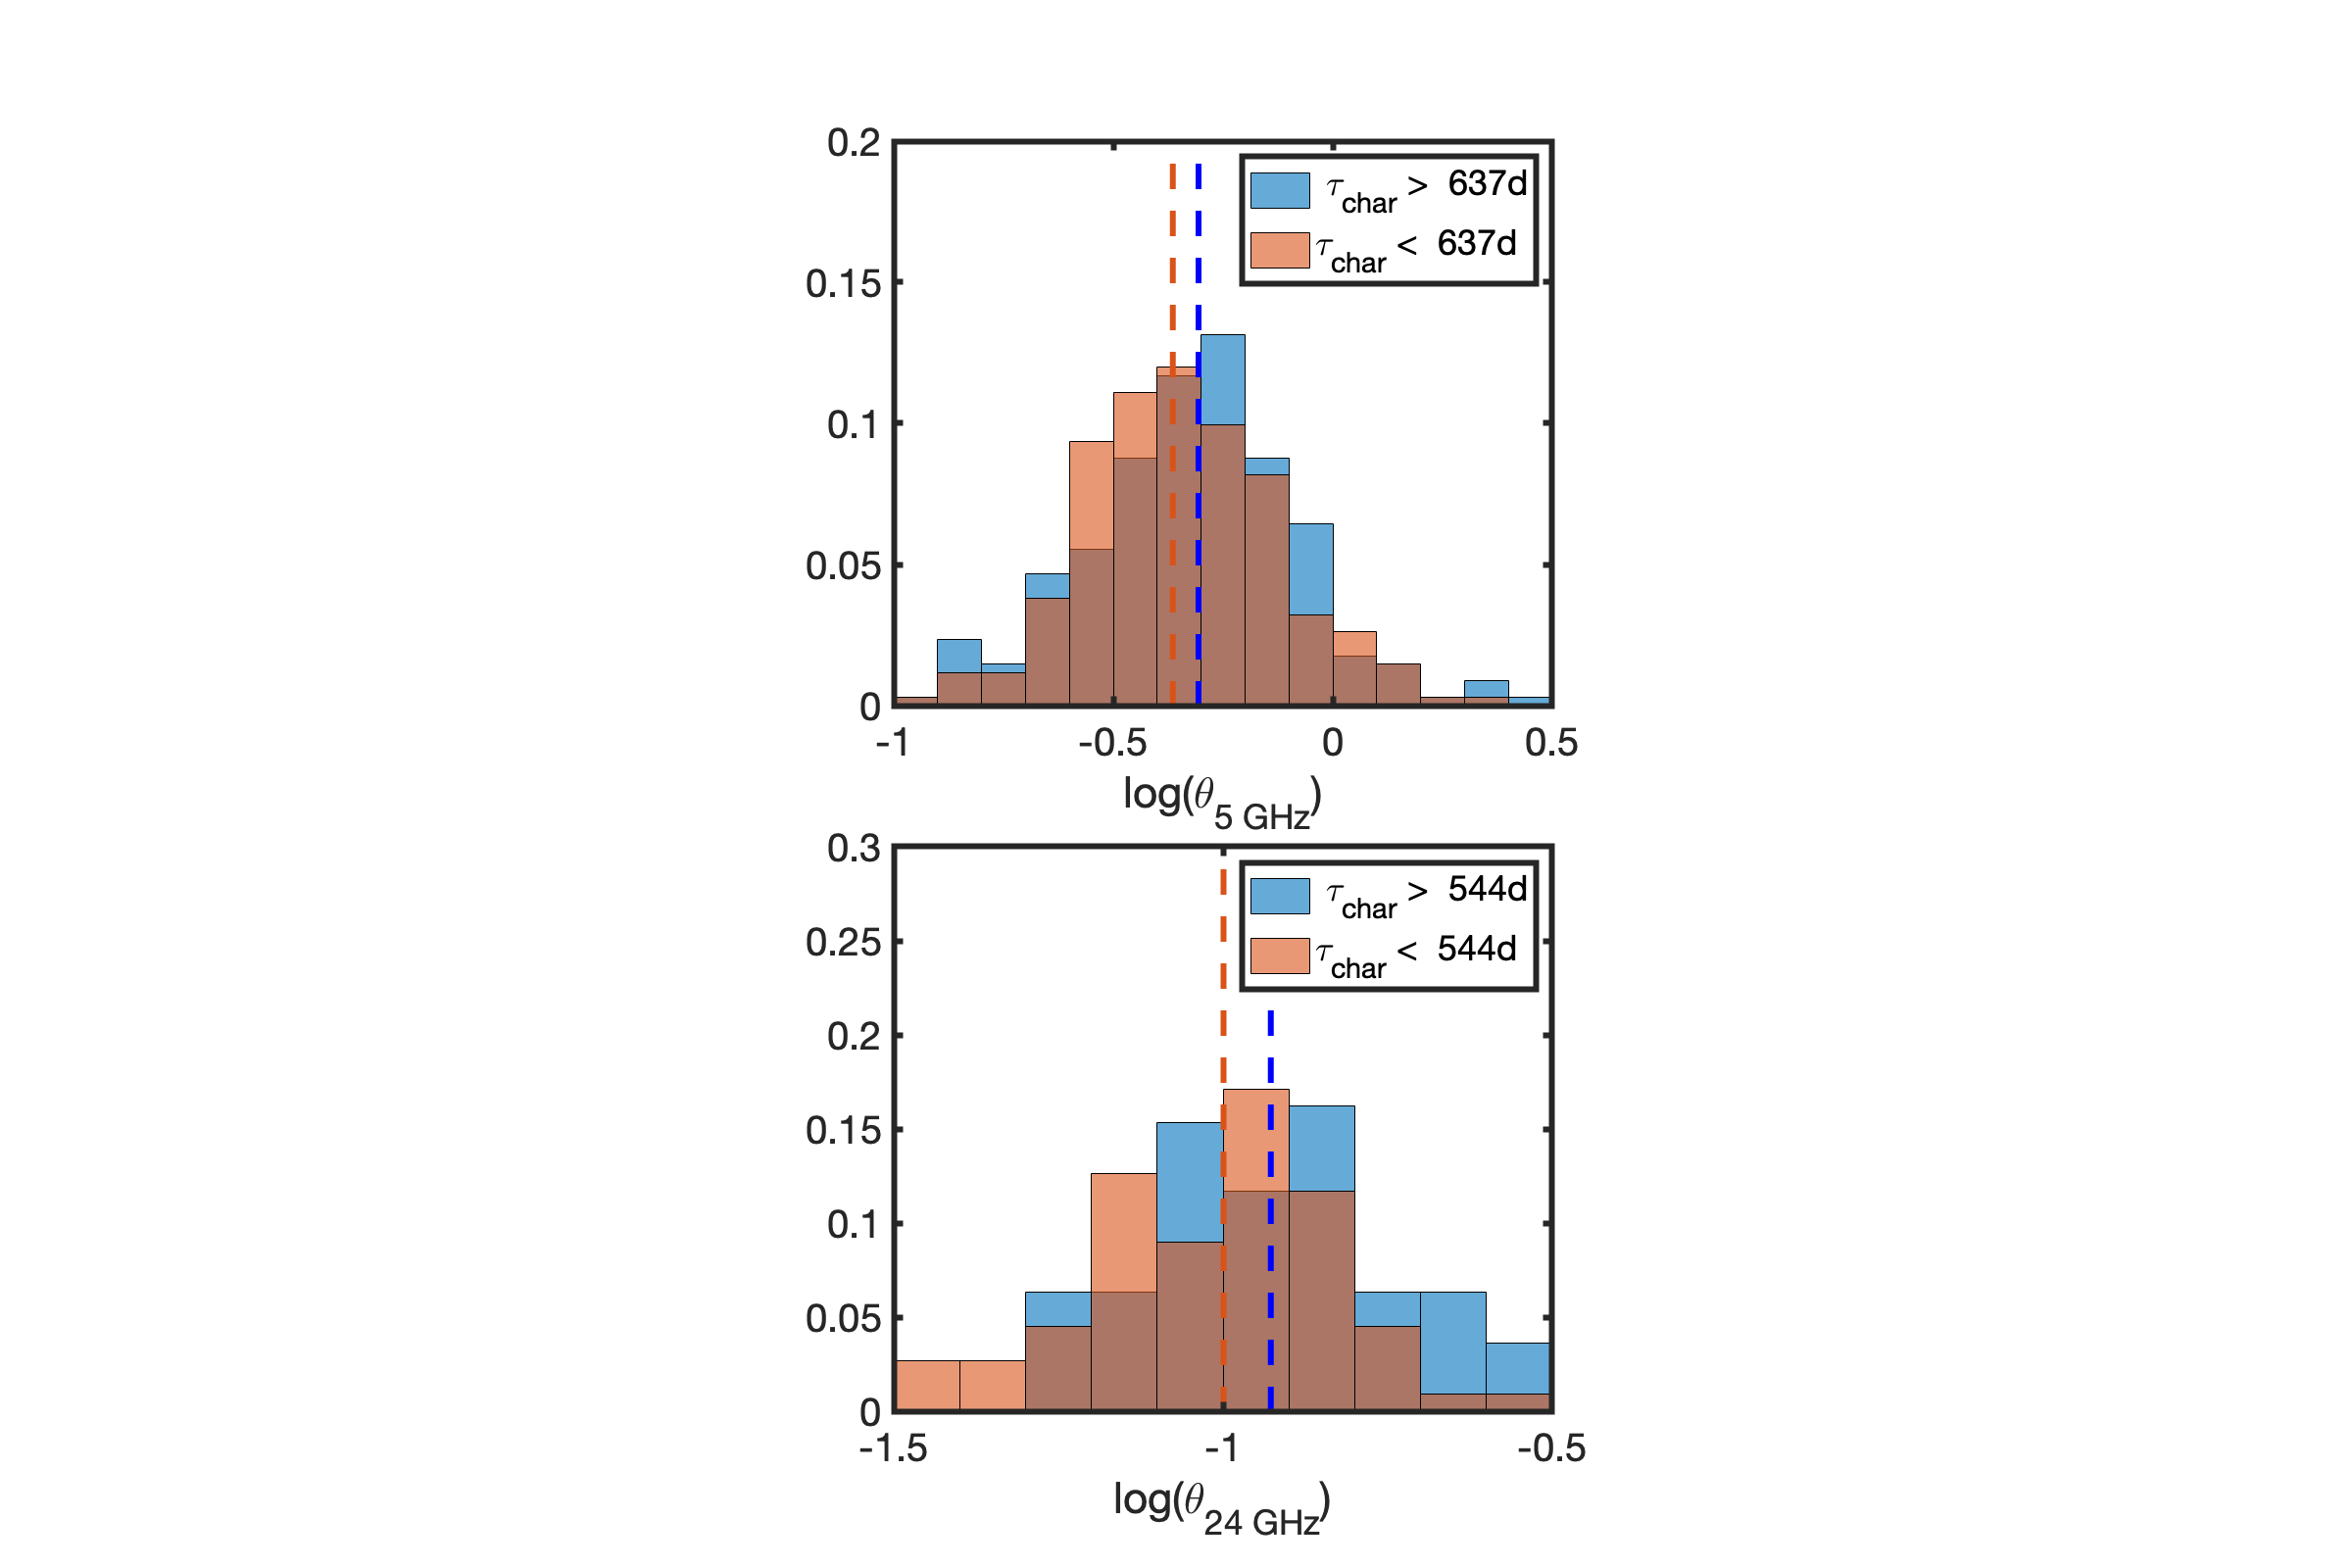 0.2
τchar > 637d
τchar < 637d
0.15
0.1
0.05
0
-1 -0.5 0 0.5
log(θ5 GHz)
0.3
τchar > 544d
τchar < 544d
0.25
0.2
0.15
0.1
0.05
0
-1.5 -1 -0.5
log(θ24 GHz)